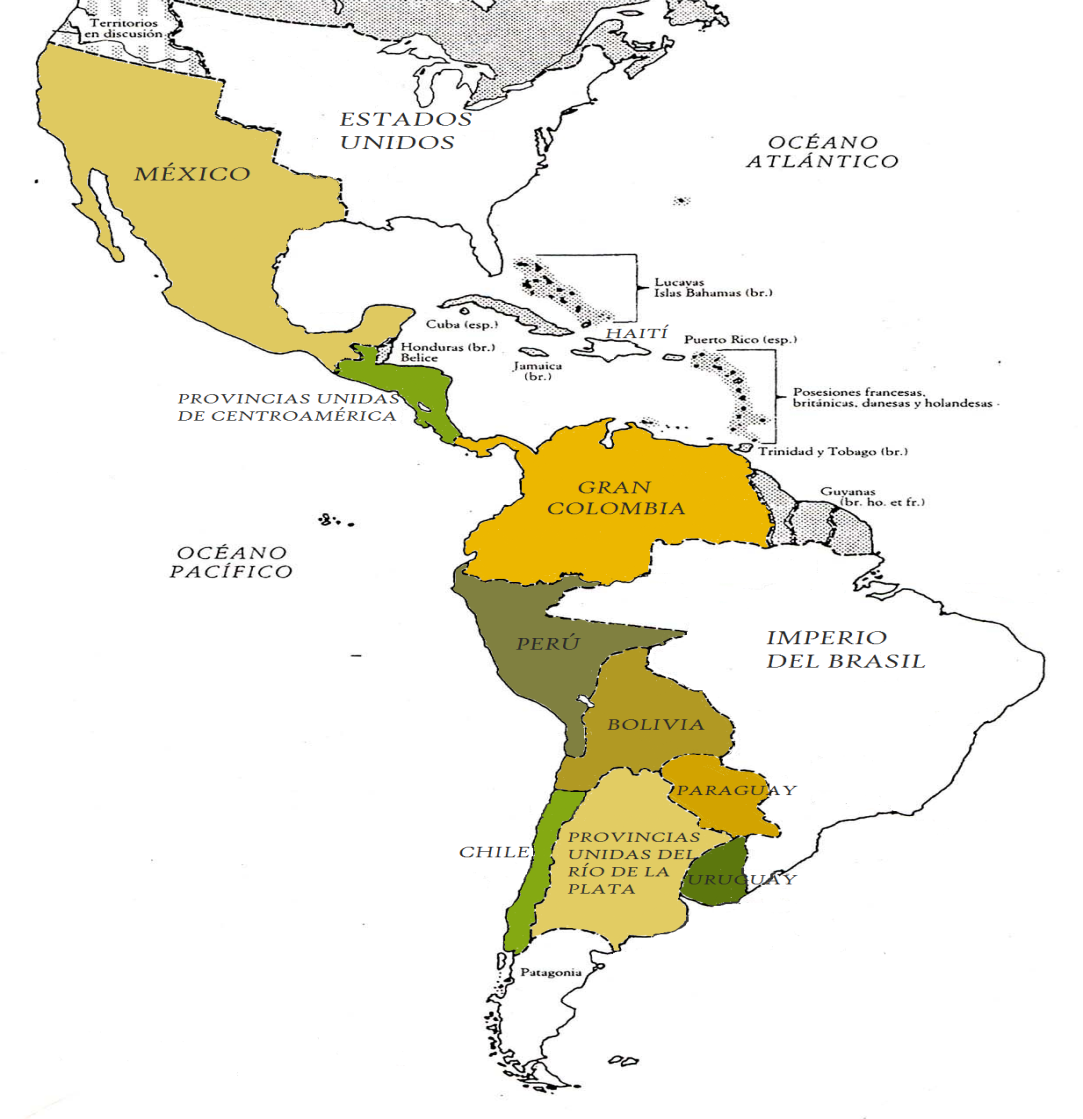 Territorios
en discusión
ESTADOS
UNIDOS
OCÉANO
ATLÁNTICO
MÉXICO
Lucayas
Islas Bahamas (br.)
Cuba (esp.)
HAITÍ
Puerto Rico (esp.)
Honduras (br.)
Belice
Jamaica
(br.)
PROVINCIAS UNIDAS
DE CENTROAMÉRICA
Posesiones francesas,
británicas, danesas y holandesas
Trinidad y Tobago (br.)
GRAN
COLOMBIA
Guyanas
(br. ho. et fr.)
OCÉANO
PACÍFICO
PERÚ
IMPERIO
DEL BRASIL
BOLIVIA
PARAGUAY
CHILE
PROVINCIAS
UNIDAS DEL
RÍO DE LA
PLATA
URUGUAY
Patagonia